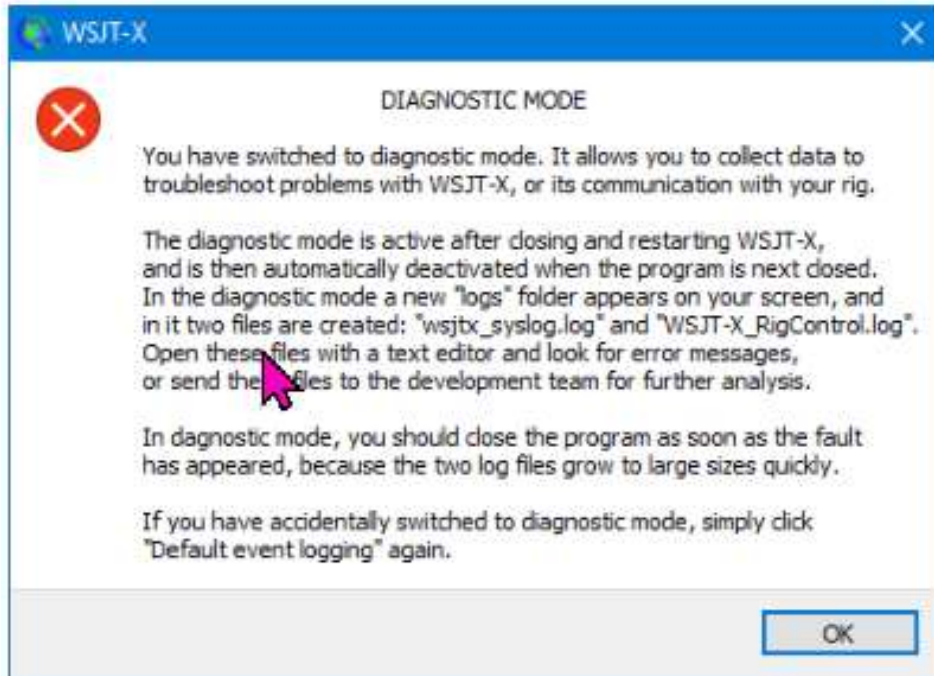 WSJT-X
DIAGNOSTIC MODE
You have switched to diagnostic mode. It allows you to collect data to
troubleshoot problems with WSJT-X, or its communication with your rig.
The diagnostic mode is active after closing and restarting WSJT-X,
and is then automatically deactivated when the program is next closed.
In the diagnostic mode a new "logs" folder appears on your screen, and
in it two files are created: "wsjtx_syslog.log" and "WSJT-X_RigControl.log".
Open these files with a text editor and look for error messages,
or send the files to the development team for further analysis.
In dagnostic mode, you should close the program as soon as the fault
has appeared, because the two log files grow to large sizes quickly.
If you have accidentally switched to diagnostic mode, simply click
"Default event logging" again.
OK